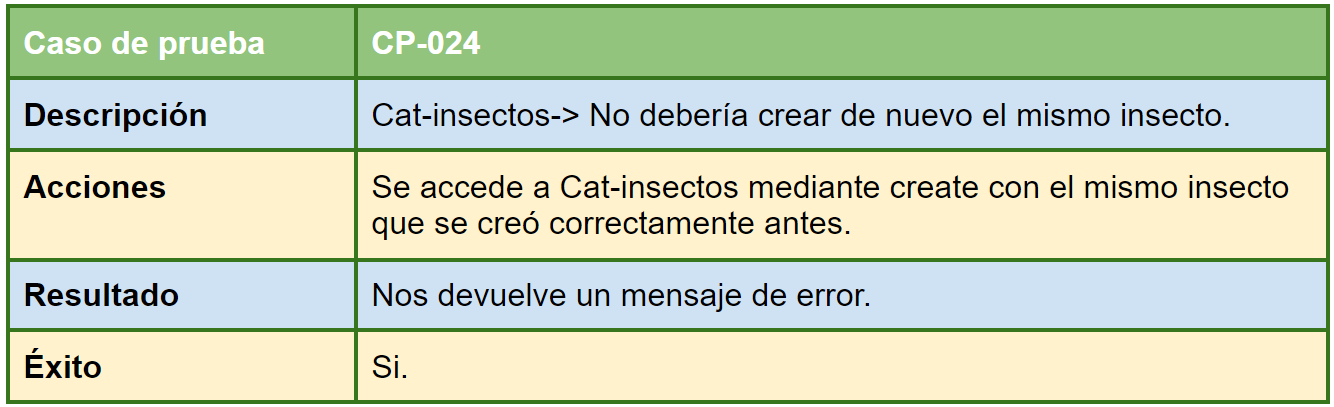 Caso de prueba CP-024
Descripción Cat-insectos-> No debería crear de nuevo el mismo insecto.
Acciones Se accede a Cat-insectos mediante create con el mismo insecto
que se creó correctamente antes.
Resultado Nos devuelve un mensaje de error.
Éxito Si.